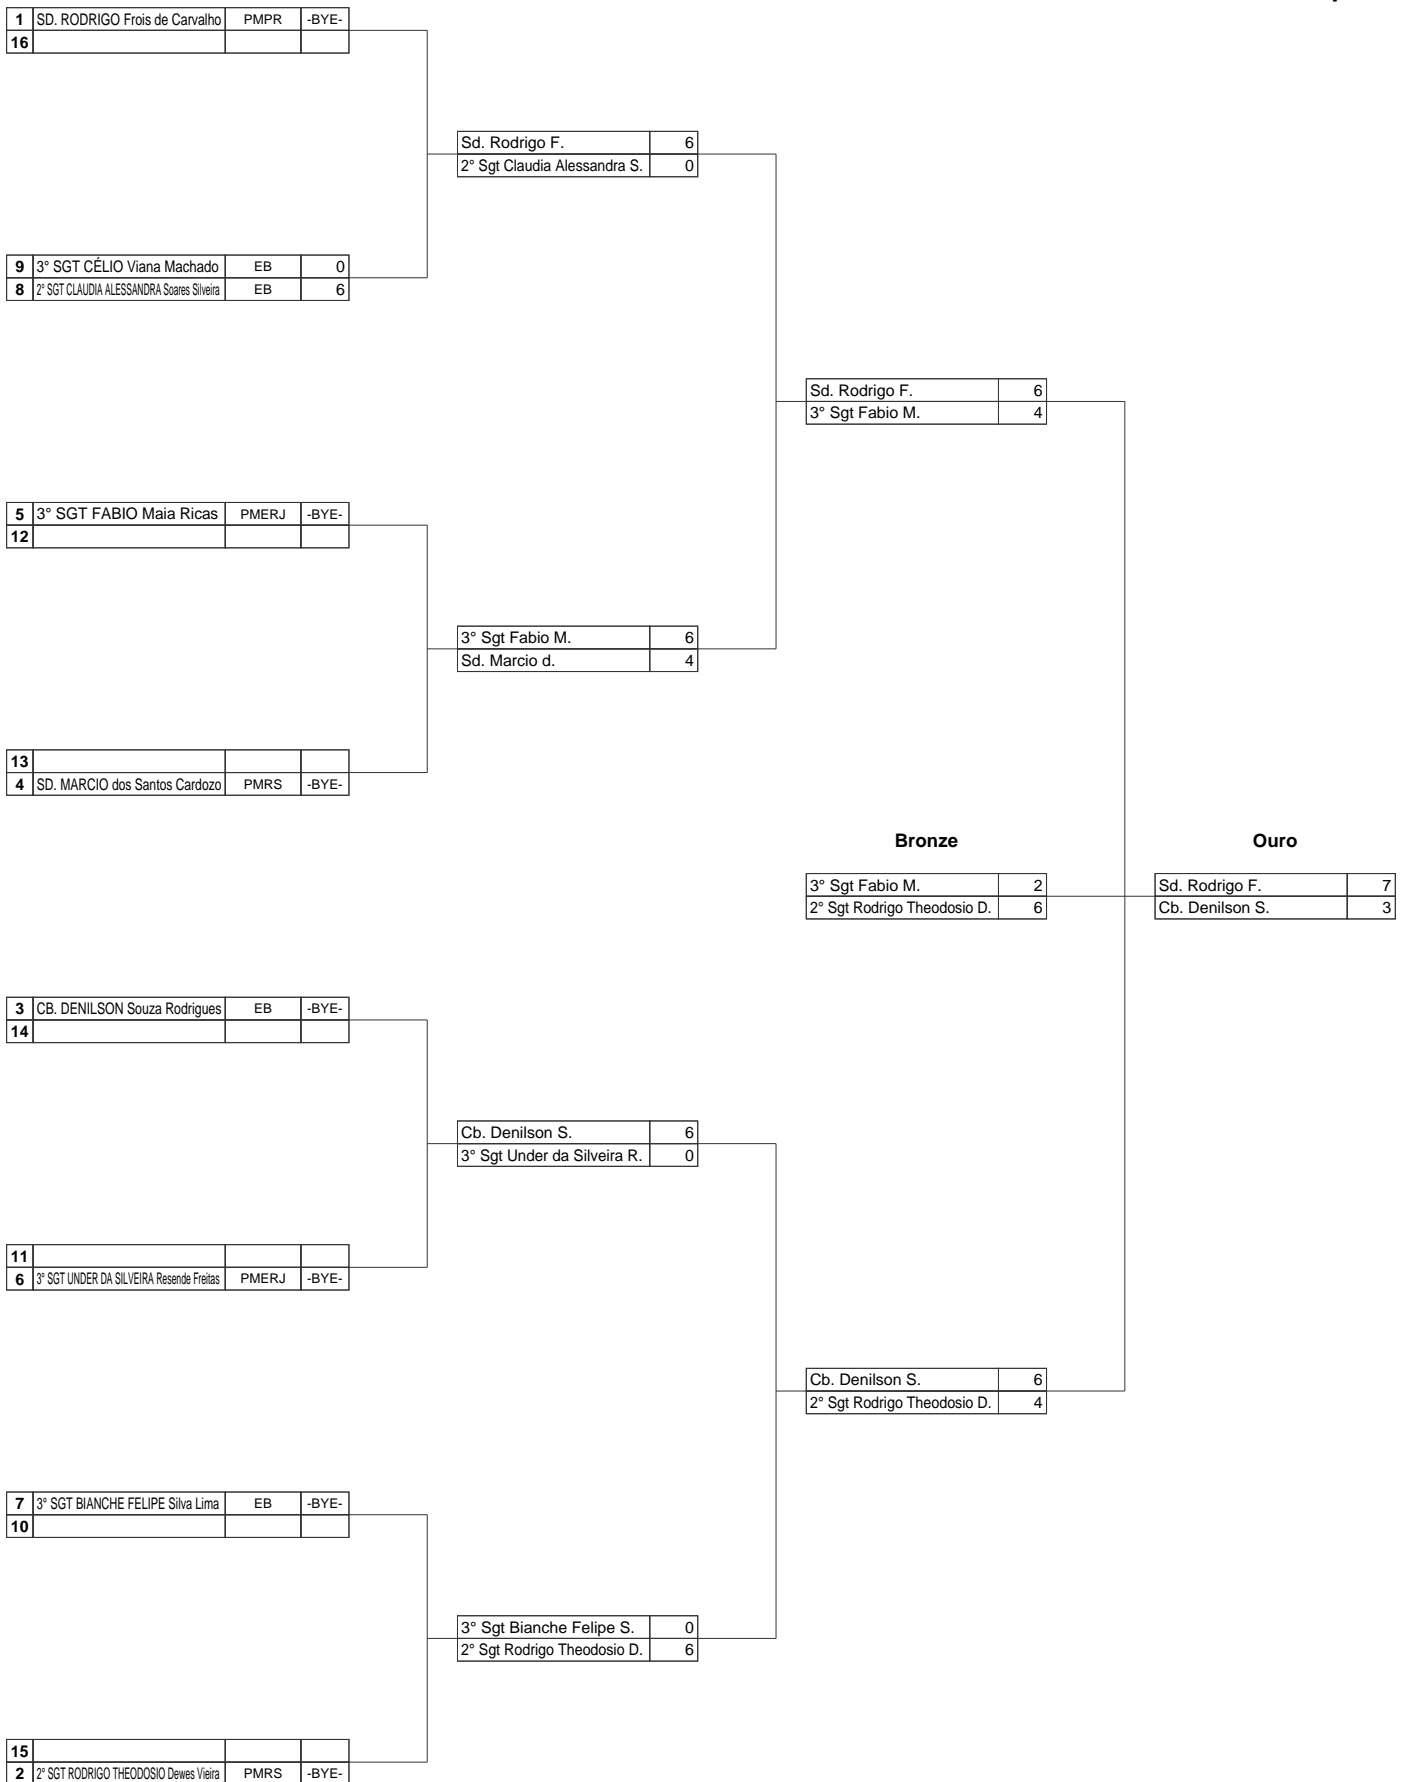 1 SD. RODRIGO Frois de Carvalho PMPR -BYE-
16
Sd. Rodrigo F. 6
2° Sgt Claudia Alessandra S. 0
9 3° SGT CÉLIO Viana Machado EB 0
8 2° SGT CLAUDIA ALESSANDRA Soares Silveira EB 6
Sd. Rodrigo F. 6
3° Sgt Fabio M. 4
5 3° SGT FABIO Maia Ricas PMERJ -BYE-
12
3° Sgt Fabio M. 6
Sd. Marcio d. 4
13
4 SD. MARCIO dos Santos Cardozo PMRS -BYE-
Bronze Ouro
3° Sgt Fabio M. 2 Sd. Rodrigo F. 7
2° Sgt Rodrigo Theodosio D. 6 Cb. Denilson S. 3
3 CB. DENILSON Souza Rodrigues EB -BYE-
14
Cb. Denilson S. 6
3° Sgt Under da Silveira R. 0
11
6 3° SGT UNDER DA SILVEIRA Resende Freitas PMERJ -BYE-
Cb. Denilson S. 6
2° Sgt Rodrigo Theodosio D. 4
7 3° SGT BIANCHE FELIPE Silva Lima EB -BYE-
10
3° Sgt Bianche Felipe S. 0
2° Sgt Rodrigo Theodosio D. 6
15
2 2° SGT RODRIGO THEODOSIO Dewes Vieira PMRS -BYE-